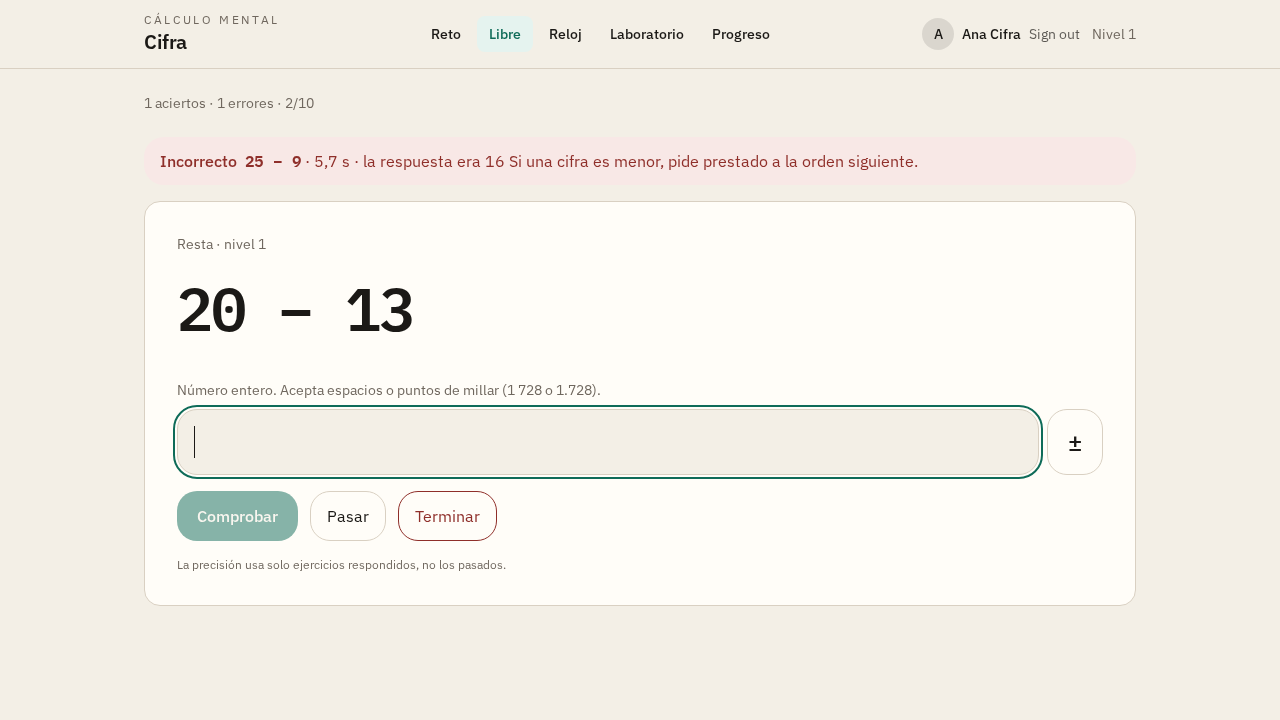 CÁLCULO MENTAL
Cifra
Reto
Libre
Reloj
Laboratorio
Progreso
A
Ana Cifra
Sign out
Nivel 1
1 aciertos · 1 errores · 2/10
Incorrecto 25 − 9 · 5,7 s · la respuesta era 16 Si una cifra es menor, pide prestado a la orden siguiente.
Resta · nivel 1
20 − 13
Número entero. Acepta espacios o puntos de millar (1 728 o 1.728).
±
Comprobar
Pasar
Terminar
La precisión usa solo ejercicios respondidos, no los pasados.